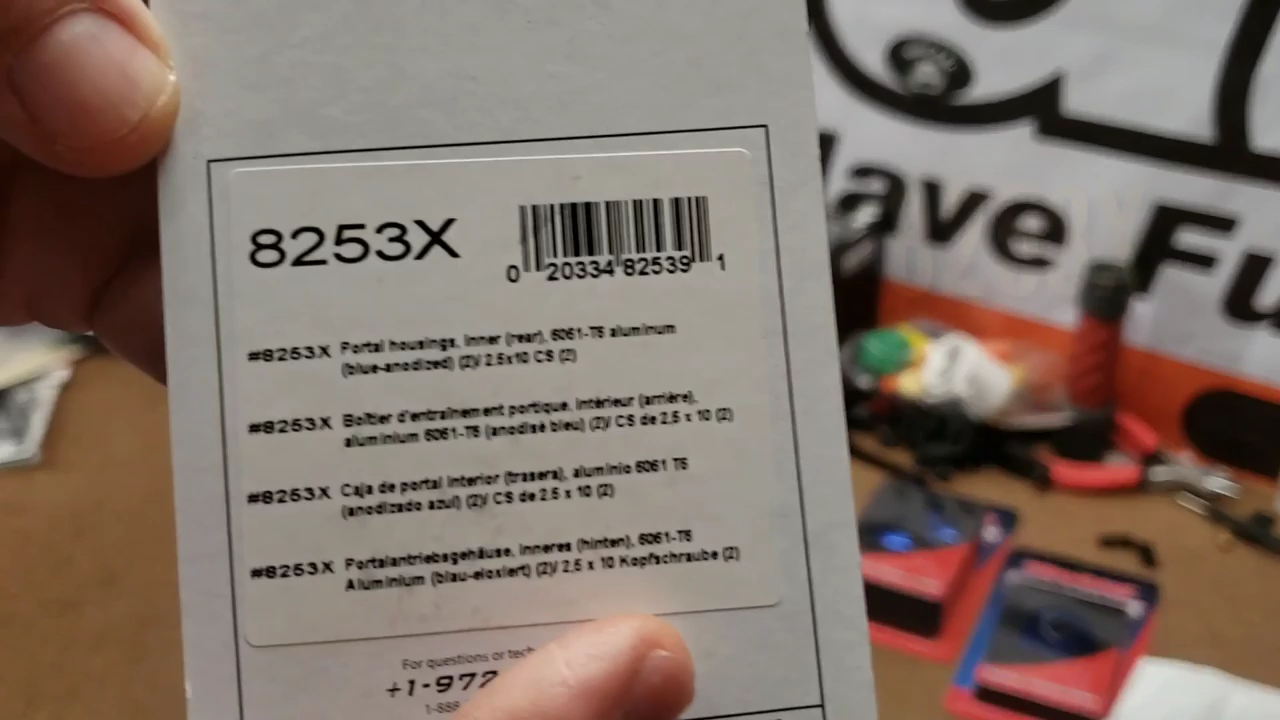 8253X
0 20334 82539 1
#8253X Portal housings, inner (rear), 6061-T6 aluminum
(blue-anodized) (2)/ 2.5x10 CS (2)
#8253X Boîtier d'entraînement portique, intérieur (arrière),
aluminium 6061-T6 (anodisé bleu) (2)/ CS de 2,5 x 10 (2)
#8253X Caja de portal interior (trasera), aluminio 6061 T6
(anodizado azul) (2)/ CS de 2.5 x 10 (2)
#8253X Portalantriebsgehäuse, inneres (hinten), 6061-T6
Aluminium (blau-eloxiert) (2)/ 2,5 x 10 Kopfschraube (2)
For questions or tech
+1-972
1-888
ave Fu